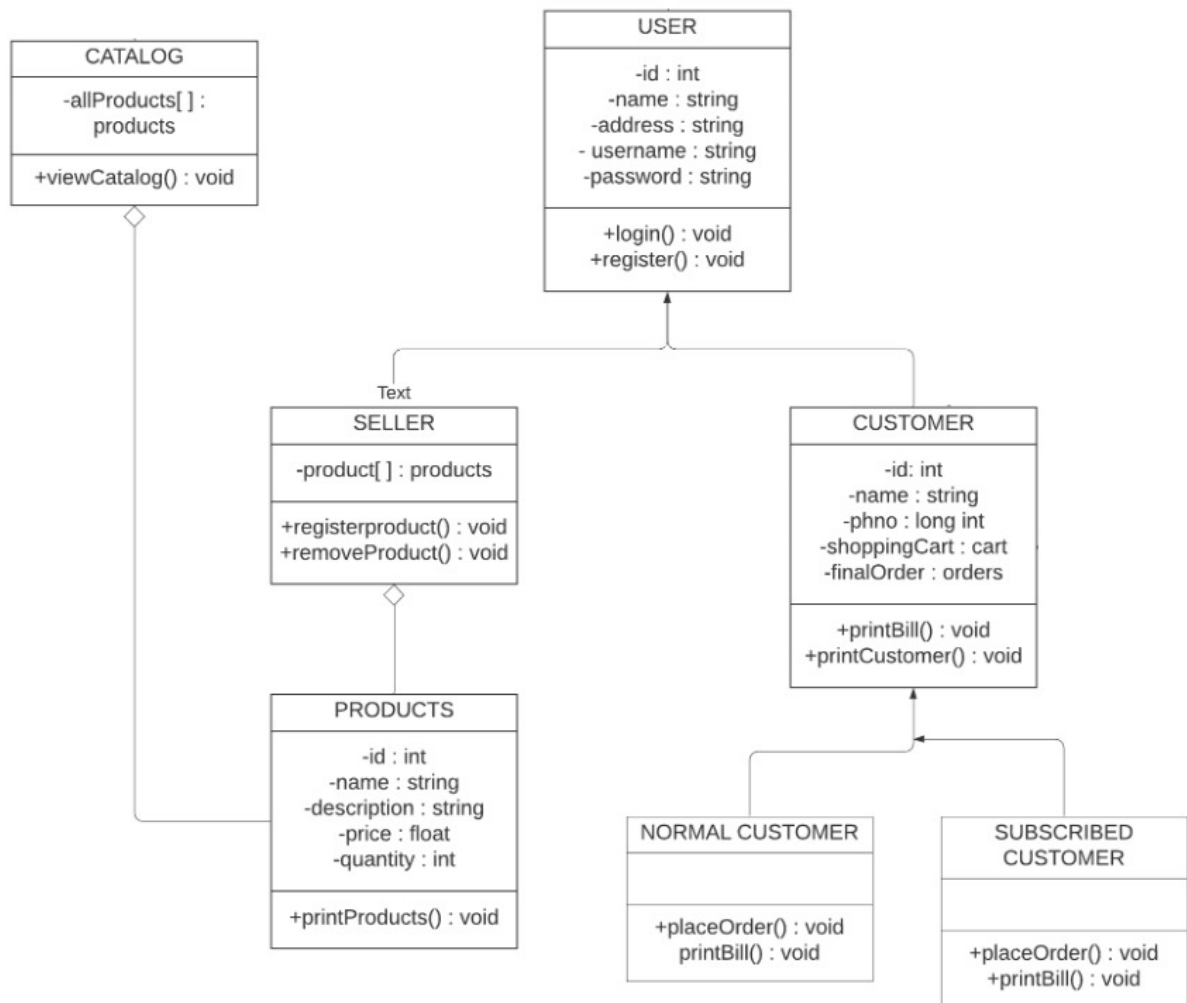 CATALOG
-allProducts[ ] :
products
+viewCatalog() : void
USER
-id : int
-name : string
-address : string
- username : string
-password : string
+login() : void
+register() : void
Text
SELLER
-product[ ] : products
+registerproduct() : void
+removeProduct() : void
CUSTOMER
-id: int
-name : string
-phno : long int
-shoppingCart : cart
-finalOrder : orders
+printBill() : void
+printCustomer() : void
PRODUCTS
-id : int
-name : string
-description : string
-price : float
-quantity : int
+printProducts() : void
NORMAL CUSTOMER
+placeOrder() : void
printBill() : void
SUBSCRIBED
CUSTOMER
+placeOrder() : void
+printBill() : void